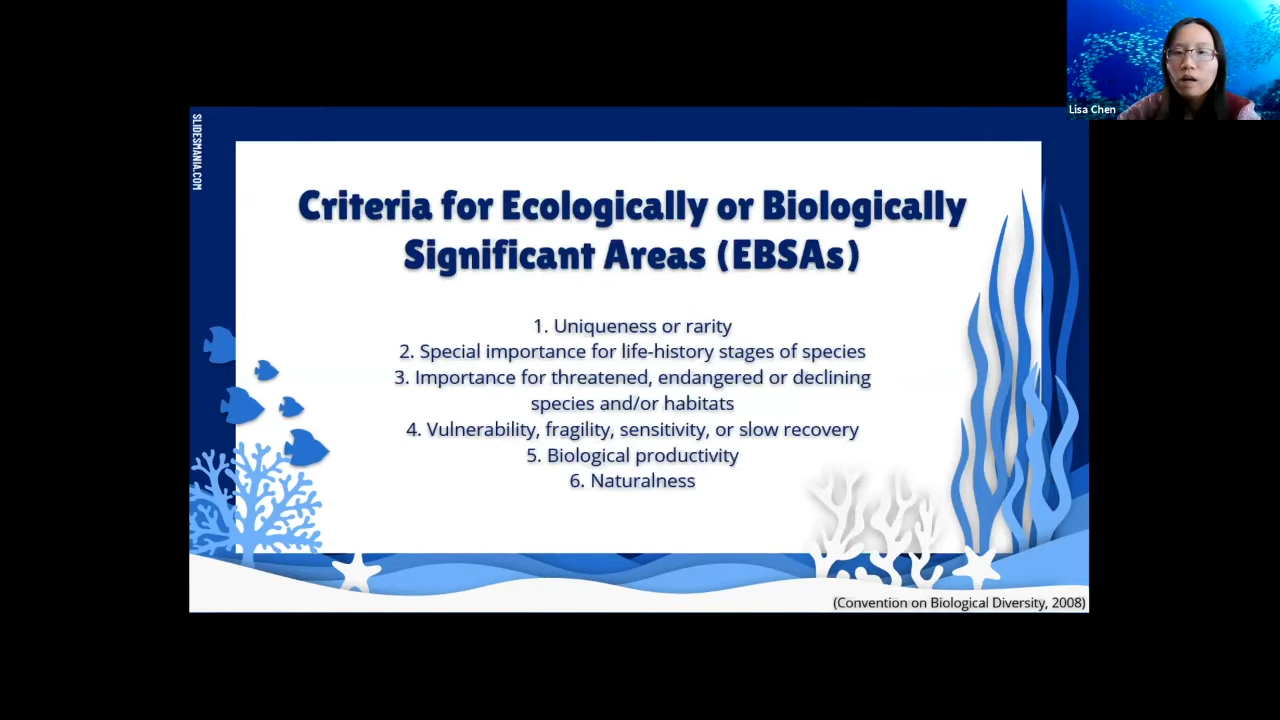 Lisa Chen
SLIDESMANIA.COM
Criteria for Ecologically or Biologically
Significant Areas (EBSAs)
1. Uniqueness or rarity
2. Special importance for life-history stages of species
3. Importance for threatened, endangered or declining
species and/or habitats
4. Vulnerability, fragility, sensitivity, or slow recovery
5. Biological productivity
6. Naturalness
(Convention on Biological Diversity, 2008)